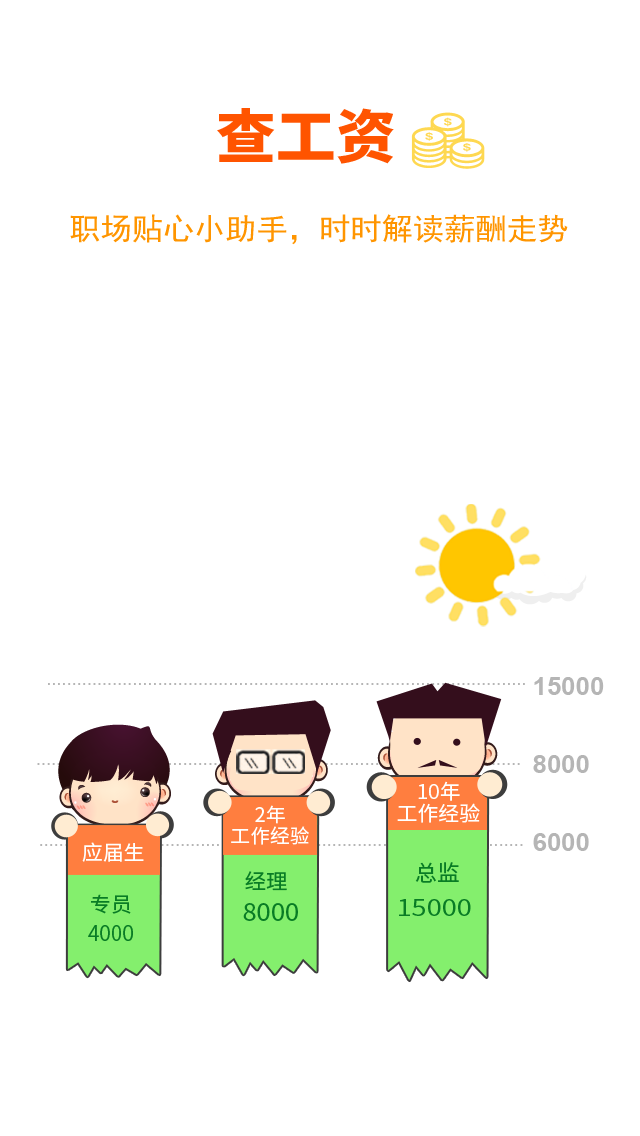 查工资
职场贴心小助手，时时解读薪酬走势
15000
8000
6000
应届生
专员
4000
2年
工作经验
经理
8000
10年
工作经验
总监
15000